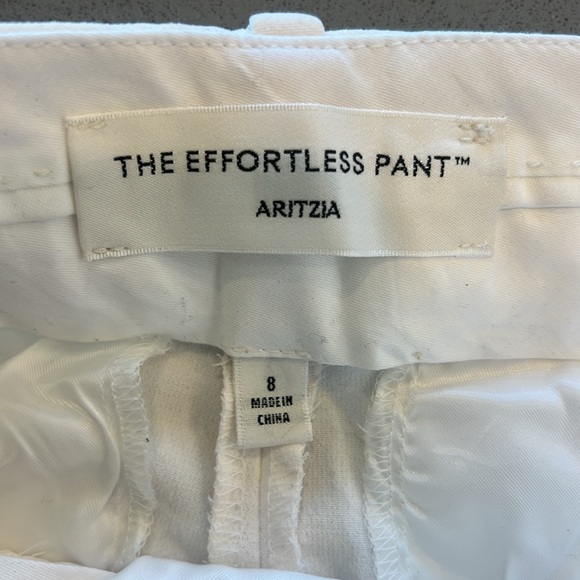 THE EFFORTLESS PANT™
ARITZIA
8
MADE IN
CHINA